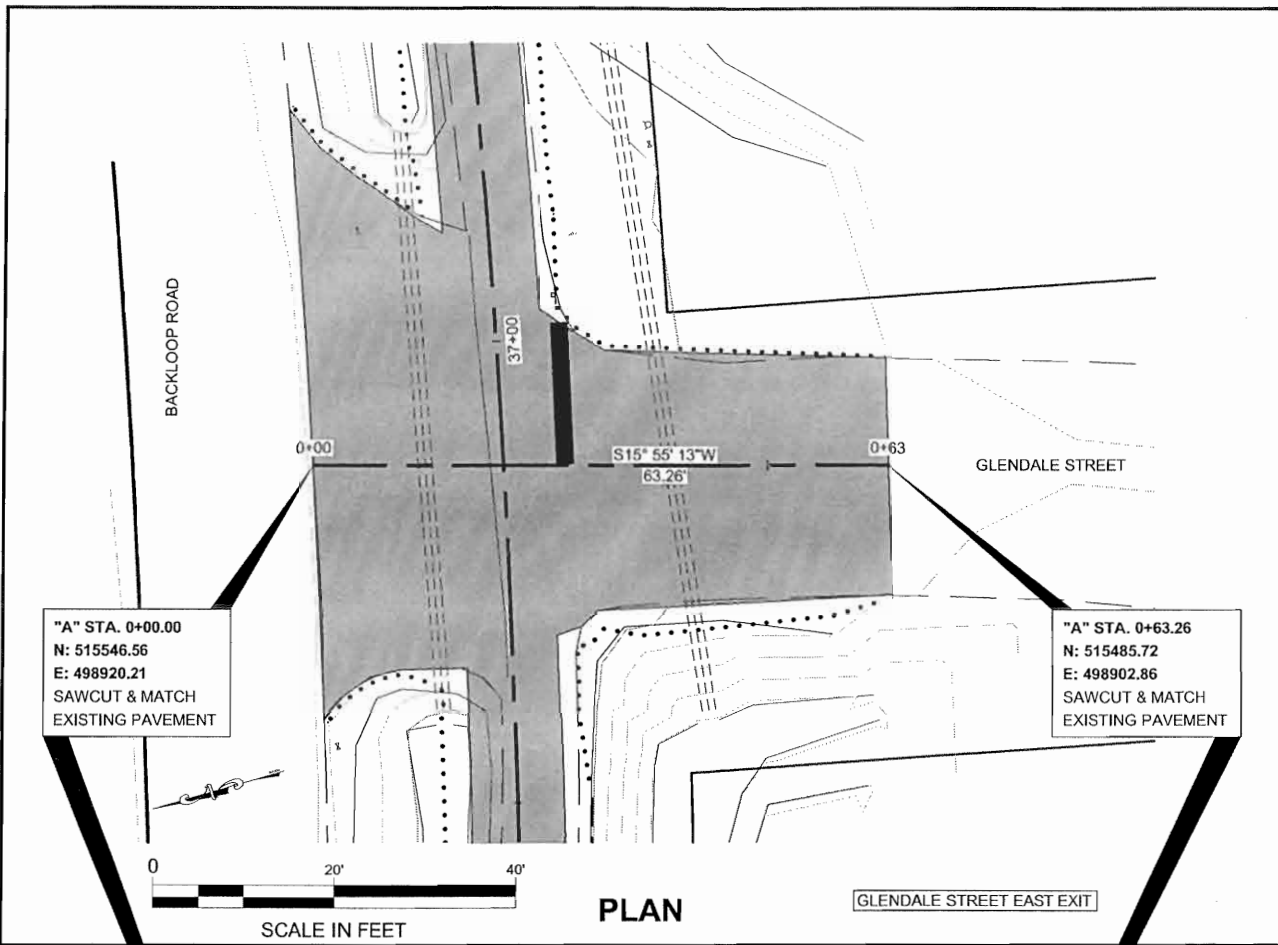 BACKLOOP ROAD
37+00
0+00
S15° 55' 13"W
63.26'
0+63
GLENDALE STREET
"A" STA. 0+00.00
N: 515546.56
E: 498920.21
SAWCUT & MATCH
EXISTING PAVEMENT
"A" STA. 0+63.26
N: 515485.72
E: 498902.86
SAWCUT & MATCH
EXISTING PAVEMENT
0
20'
40'
SCALE IN FEET
PLAN
GLENDALE STREET EAST EXIT